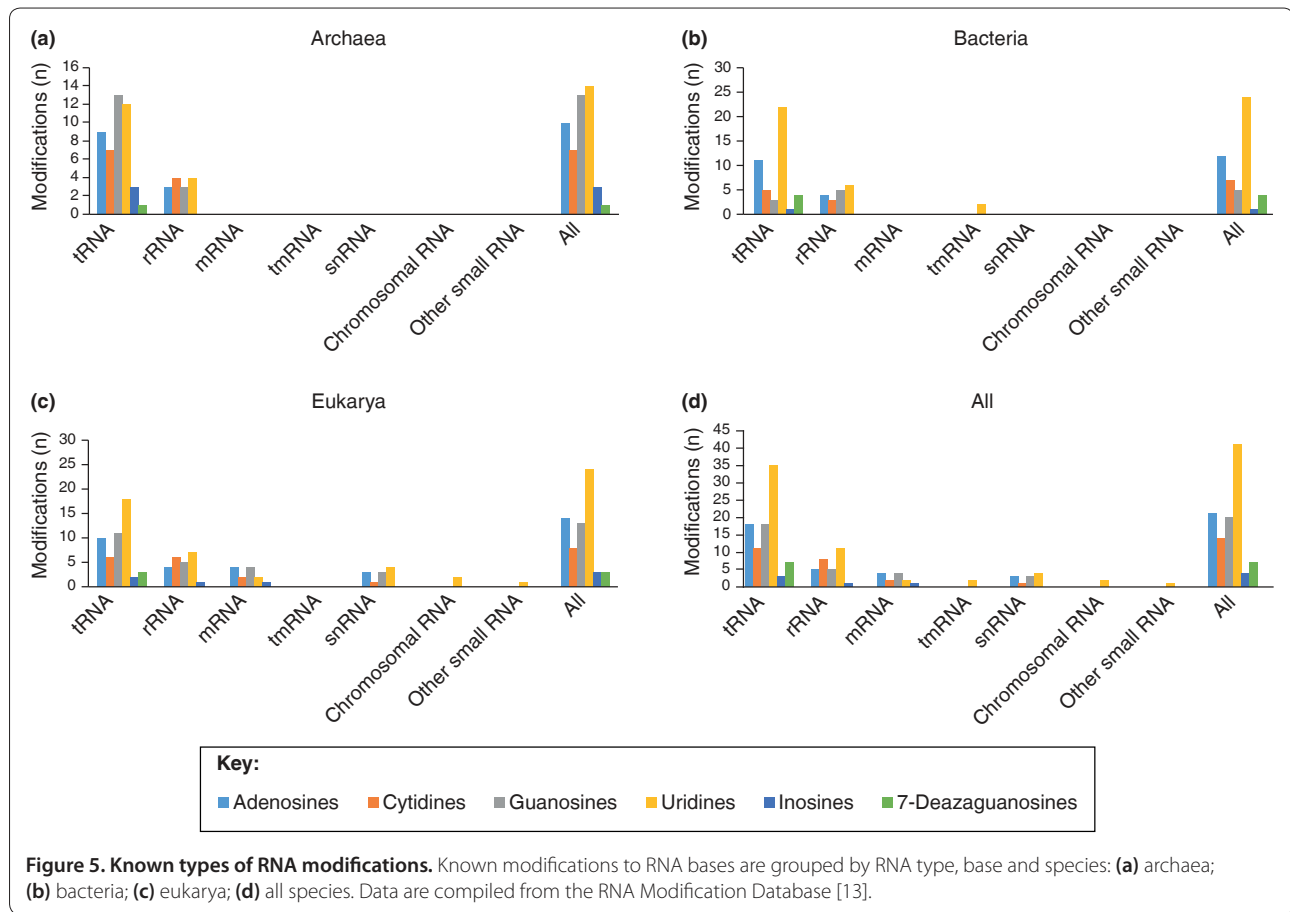 (a) Archaea
Modifications (n)
16
14
12
10
8
6
4
2
0
tRNA
rRNA
mRNA
tmRNA
snRNA
Chromosomal RNA
Other small RNA
All
(b) Bacteria
Modifications (n)
30
25
20
15
10
5
0
tRNA
rRNA
mRNA
tmRNA
snRNA
Chromosomal RNA
Other small RNA
All
(c) Eukarya
Modifications (n)
30
25
20
15
10
5
0
tRNA
rRNA
mRNA
tmRNA
snRNA
Chromosomal RNA
Other small RNA
All
(d) All
Modifications (n)
45
40
35
30
25
20
15
10
5
0
tRNA
rRNA
mRNA
tmRNA
snRNA
Chromosomal RNA
Other small RNA
All
Key:
Adenosines Cytidines Guanosines Uridines Inosines 7-Deazaguanosines
Figure 5. Known types of RNA modifications. Known modifications to RNA bases are grouped by RNA type, base and species: (a) archaea;
(b) bacteria; (c) eukarya; (d) all species. Data are compiled from the RNA Modification Database [13].